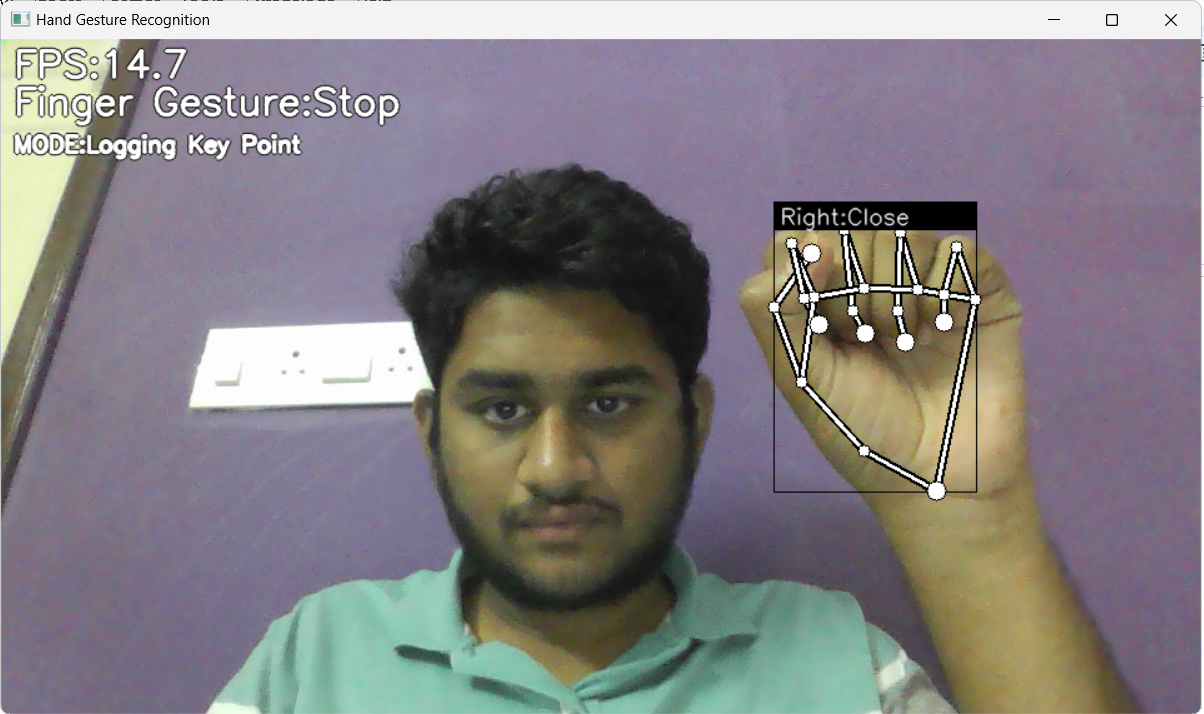 Hand Gesture Recognition
FPS:14.7
Finger Gesture:Stop
MODE:Logging Key Point
Right:Close